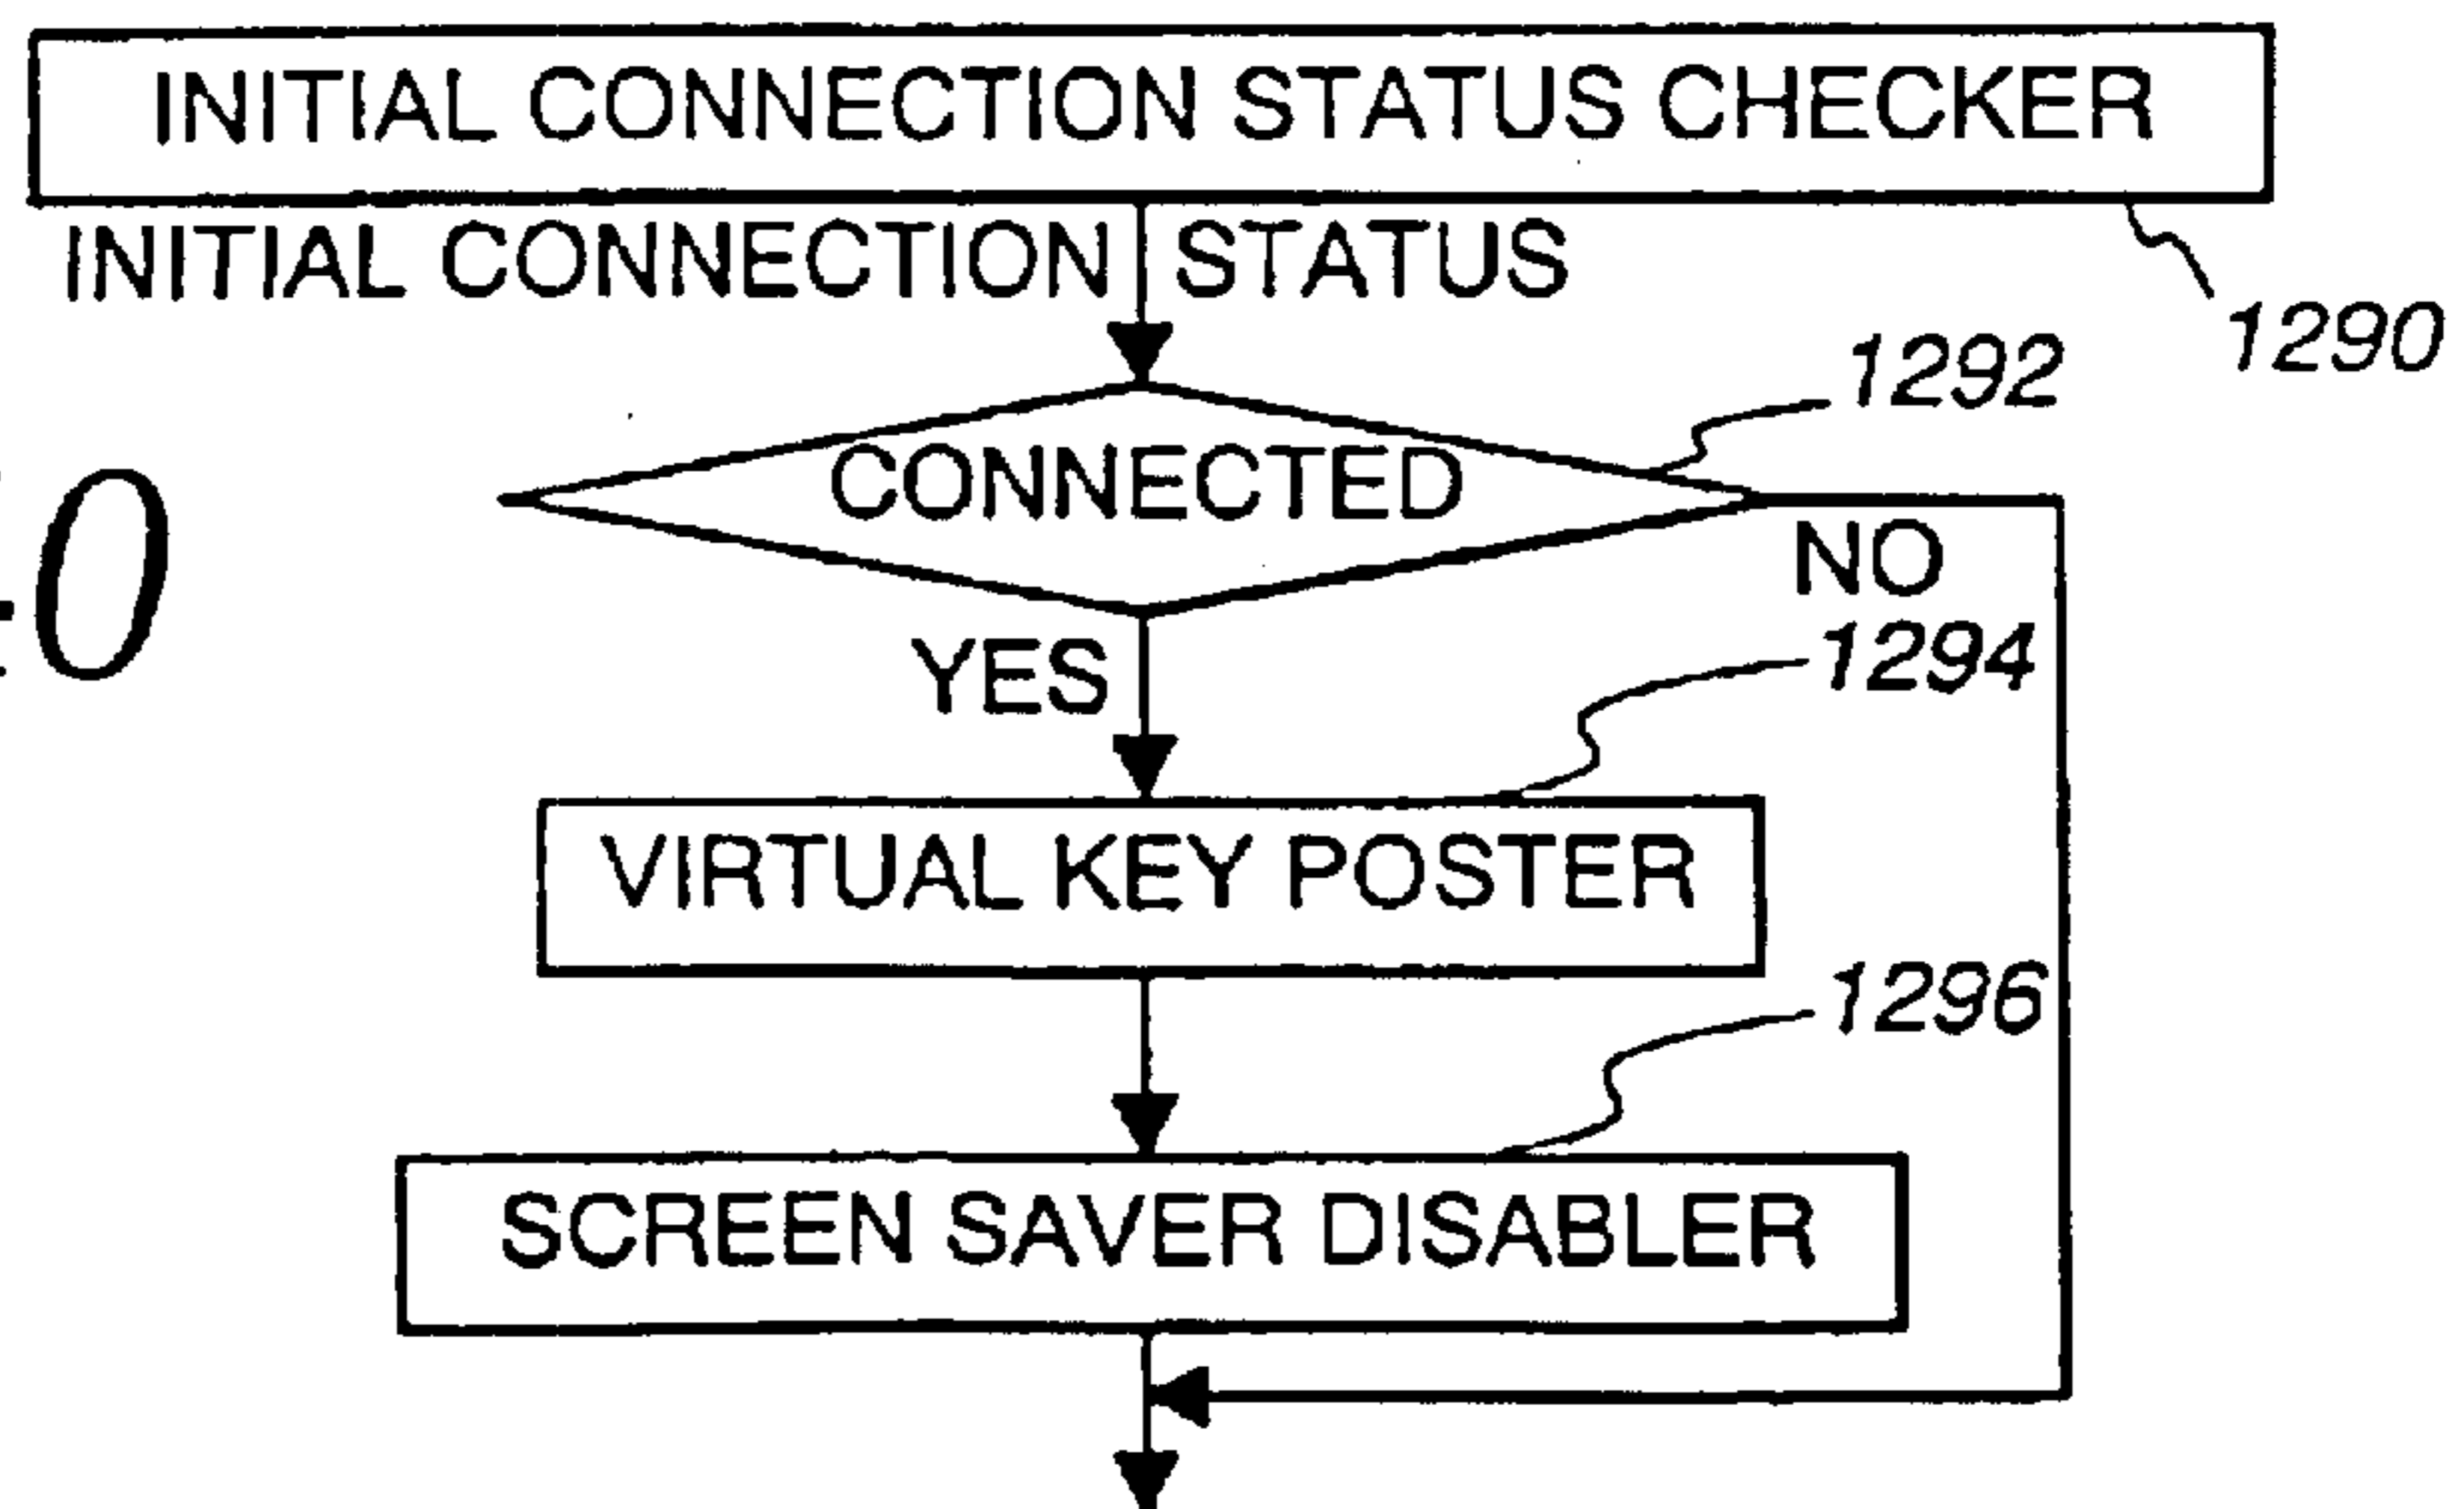 INITIAL CONNECTION STATUS CHECKER
INITIAL CONNECTION STATUS
1290
1292
CONNECTED
NO
YES
1294
VIRTUAL KEY POSTER
1296
SCREEN SAVER DISABLER